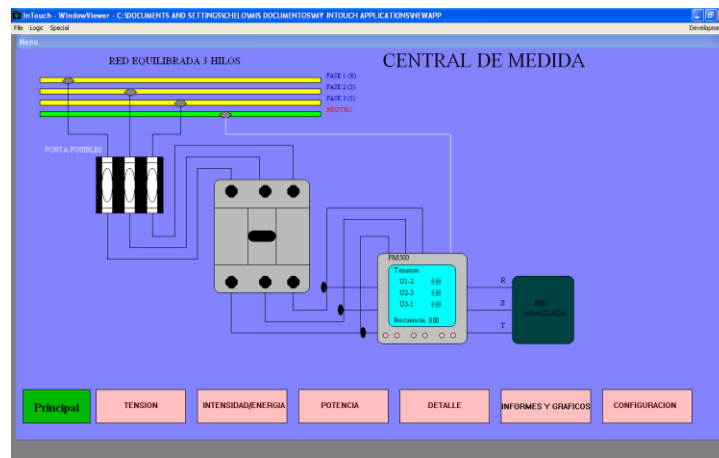 InTouch - WindowViewer - C:\DOCUMENTS AND SETTINGS\CHELO\MIS DOCUMENTOS\MY INTOUCH APPLICATIONS\NEWAPP
File Logic Special Developme
Menu
RED EQUILIBRADA 3 HILOS
CENTRAL DE MEDIDA
FASE 1 (R)
FASE 2 (S)
FASE 3 (S)
NEUTRO
PORTA FUSIBLES
PM500
Tension
U1-2 0,00
U2-3 0,00
U3-1 0,00
Frecuencia 0.00
R
S
T
RED
ANALIZADA
Principal
TENSION
INTENSIDAD/ENERGIA
POTENCIA
DETALLE
INFORMES Y GRAFICOS
CONFIGURACION